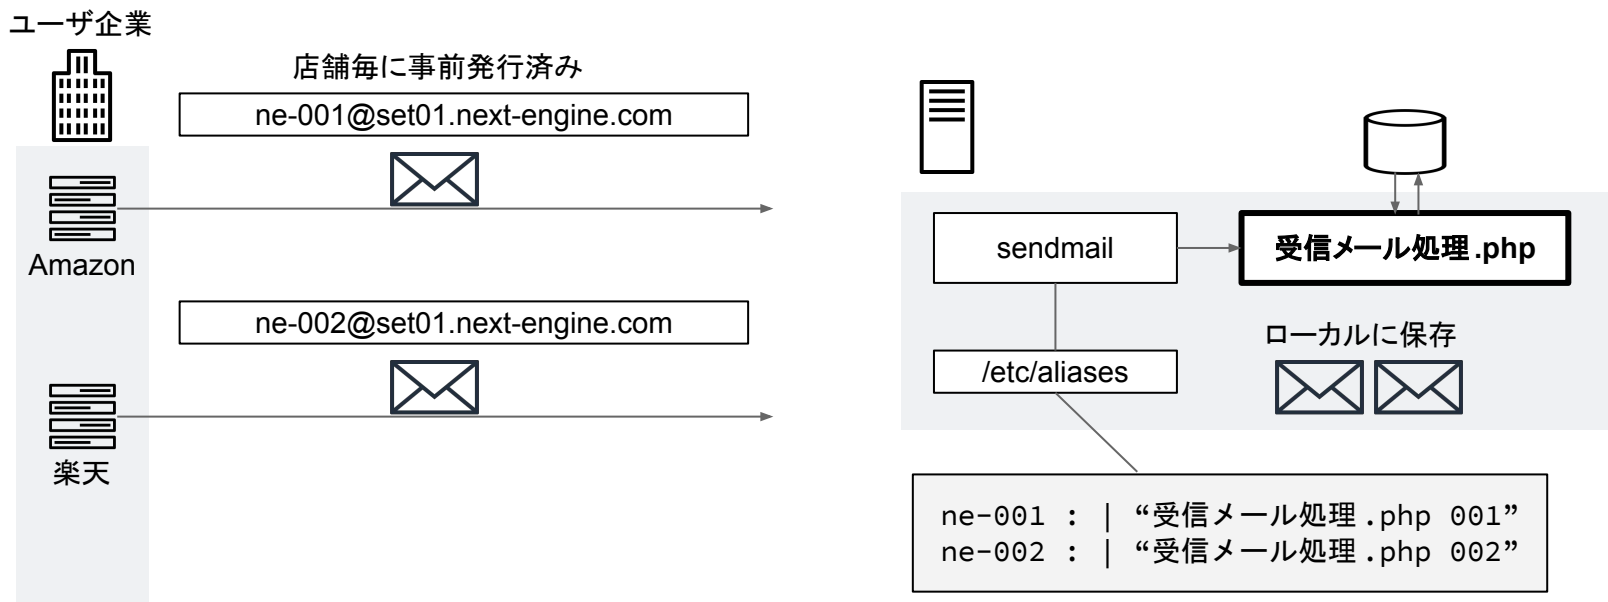 ユーザ企業
店舗毎に事前発行済み
ne-001@set01.next-engine.com
Amazon
ne-002@set01.next-engine.com
楽天
sendmail
受信メール処理.php
/etc/aliases
ローカルに保存
ne-001 : | “受信メール処理.php 001”
ne-002 : | “受信メール処理.php 002”